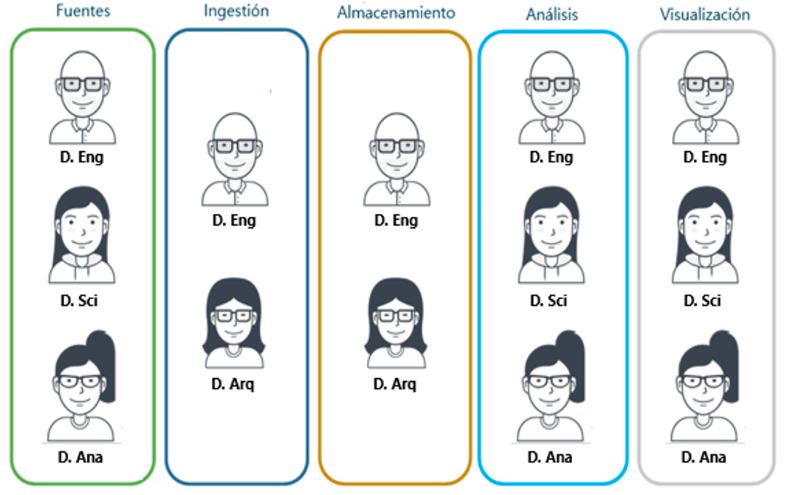 Fuentes
Ingestión
Almacenamiento
Análisis
Visualización
D. Eng
D. Sci
D. Ana
D. Eng
D. Arq
D. Eng
D. Arq
D. Eng
D. Sci
D. Ana
D. Eng
D. Sci
D. Ana